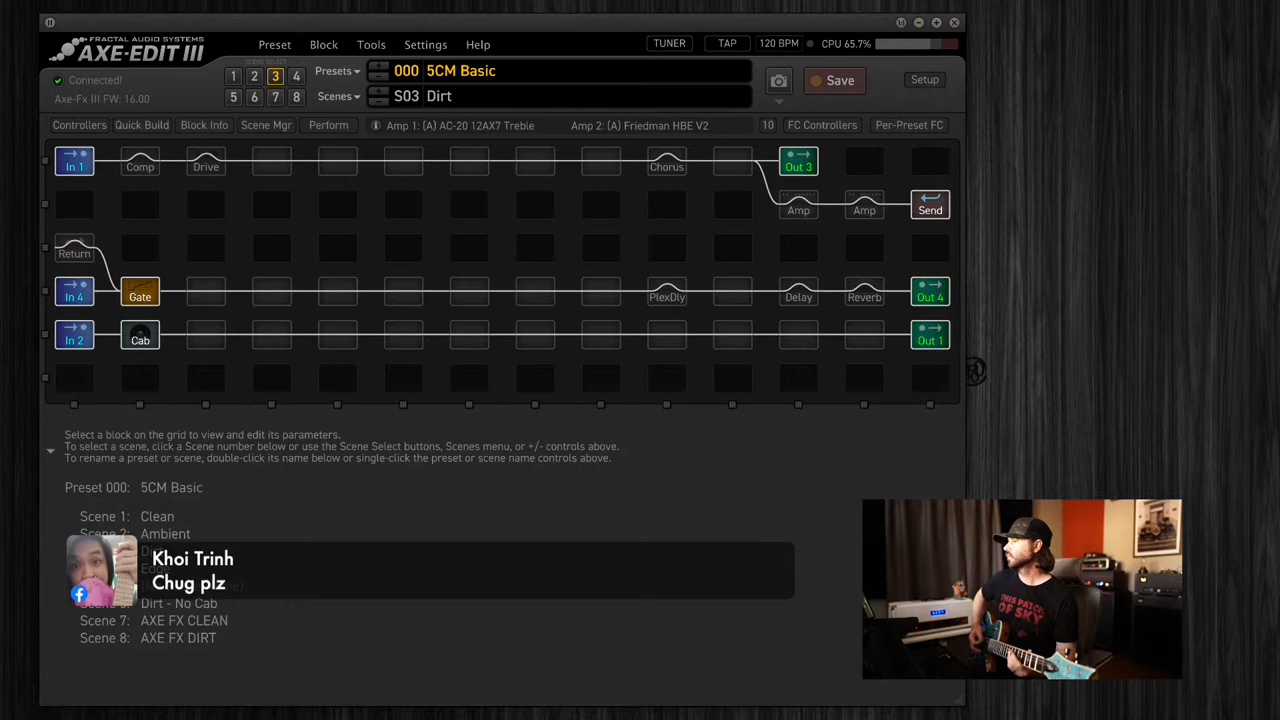 FRACTAL AUDIO SYSTEMS
AXE-EDIT III
Preset Block Tools Settings Help
TUNER TAP 120 BPM CPU 65.7%
SCENE SELECT
Connected!
Axe-Fx III FW: 16.00
1 2 3 4
5 6 7 8
Presets 000 5CM Basic
Scenes S03 Dirt
Save Setup
Controllers Quick Build Block Info Scene Mgr Perform
Amp 1: (A) AC-20 12AX7 Treble Amp 2: (A) Friedman HBE V2
10 FC Controllers Per-Preset FC
In 1 Comp Drive Chorus Out 3
Amp Amp Send
Return
In 4 Gate PlexDly Delay Reverb Out 4
In 2 Cab Out 1
Select a block on the grid to view and edit its parameters.
To select a scene, click a Scene number below or use the Scene Select buttons, Scenes menu, or +/- controls above.
To rename a preset or scene, double-click its name below or single-click the preset or scene name controls above.
Preset 000: 5CM Basic
Scene 1: Clean
Scene 2: Ambient
Khoi Trinh
Chug plz
Dirt - No Cab
Scene 7: AXE FX CLEAN
Scene 8: AXE FX DIRT
THIS PATCH
OF SKY